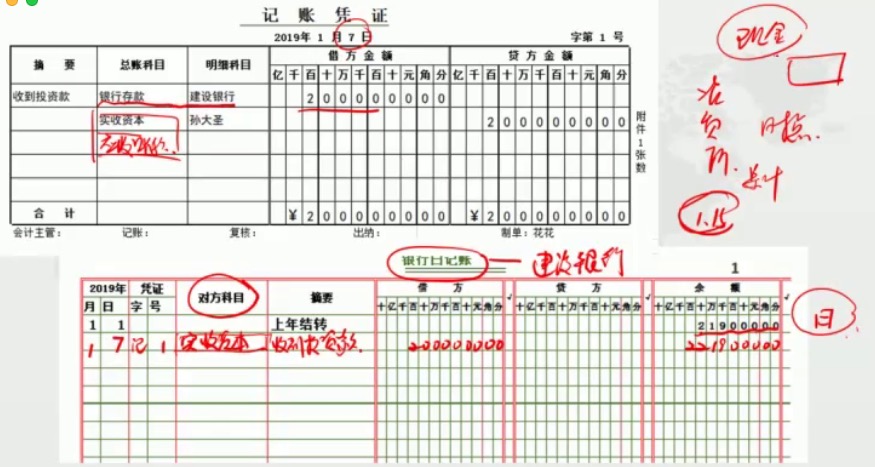 记 账 凭 证
2019年 1 月 7 日 字第 1 号
摘 要 总账科目 明细科目 借方金额 贷方金额
亿 千 百 十 万 千 百 十 元 角 分 亿 千 百 十 万 千 百 十 元 角 分
收到投资款 银行存款 建设银行 2 0 0 0 0 0 0 0 0
实收资本 孙大圣 2 0 0 0 0 0 0 0 0
合 计 ¥ 2 0 0 0 0 0 0 0 0 ¥ 2 0 0 0 0 0 0 0 0
附件1张数
会计主管： 记账： 复核： 出纳： 制单：花花
现金
日
1.15
银行日记账 建设银行
1
2019年 凭证 对方科目 摘要 借 方 √ 贷 方 √ 余 额 √
月 日 字 号 十 亿 千 百 十 万 千 百 十 元 角 分 十 亿 千 百 十 万 千 百 十 元 角 分 十 亿 千 百 十 万 千 百 十 元 角 分
1 1 上年结转 2 1 9 0 0 0 0 0
1 7 记 1 实收资本 收到投资款 200000000 221900000
日